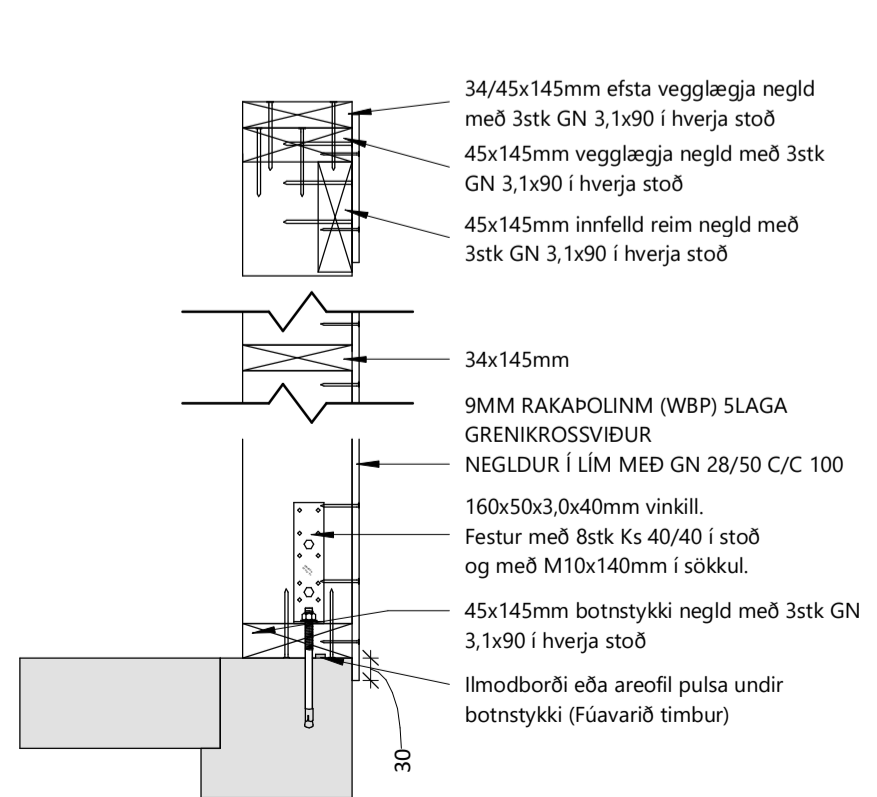 34/45x145mm efsta vegglægja negld
með 3stk GN 3,1x90 í hverja stoð
45x145mm vegglægja negld með 3stk
GN 3,1x90 í hverja stoð
45x145mm innfelld reim negld með
3stk GN 3,1x90 í hverja stoð
34x145mm
9MM RAKAÞOLINM (WBP) 5LAGA
GRENIKROSSVIÐUR
NEGLDUR Í LÍM MEÐ GN 28/50 C/C 100
160x50x3,0x40mm vinkill.
Festur með 8stk Ks 40/40 í stoð
og með M10x140mm í sökkul.
45x145mm botnstykki negld með 3stk GN
3,1x90 í hverja stoð
Ilmodborði eða areofil pulsa undir
botnstykki (Fúavarið timbur)
30